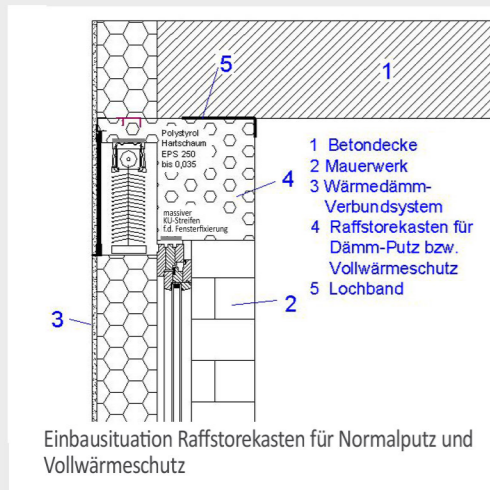 5
1
Polystyrol
Hartschaum
EPS 250
bis 0,035
4
massiver
KU-Streifen
f.d. Fensterfixierung
1 Betondecke
2 Mauerwerk
3 Wärmedämm-
Verbundsystem
4 Raffstorekasten für
Dämm-Putz bzw.
Vollwärmeschutz
5 Lochband
3
2
Einbausituation Raffstorekasten für Normalputz und
Vollwärmeschutz